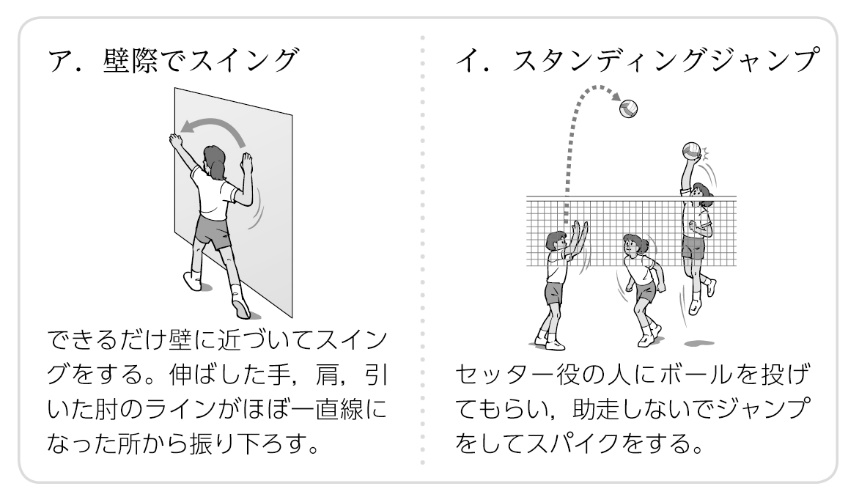 ア．壁際でスイング
できるだけ壁に近づいてスイン
グをする。伸ばした手，肩，引
いた肘のラインがほぼ一直線に
なった所から振り下ろす。
イ．スタンディングジャンプ
セッター役の人にボールを投げ
てもらい，助走しないでジャンプ
をしてスパイクをする。